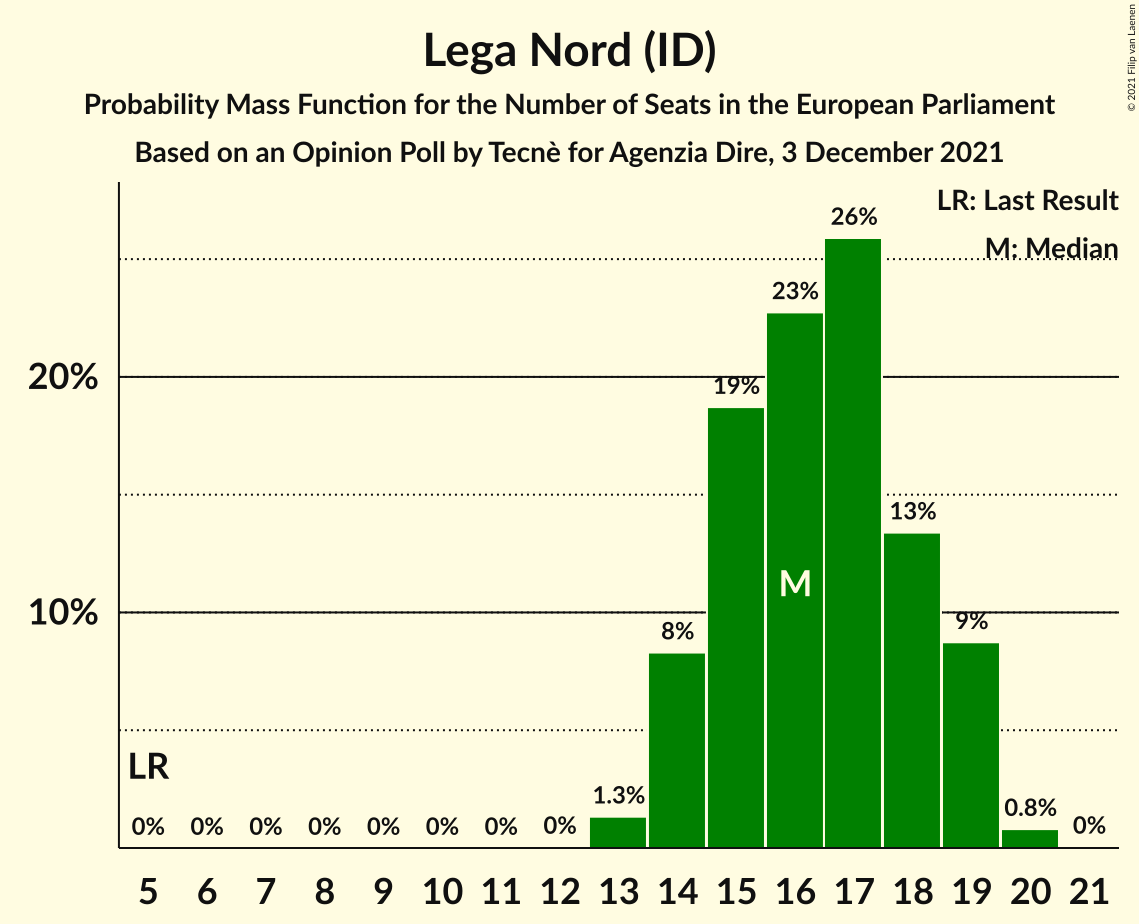 Lega Nord (ID)
Probability Mass Function for the Number of Seats in the European Parliament
Based on an Opinion Poll by Tecnè for Agenzia Dire, 3 December 2021
© 2021 Filip van Laenen
LR: Last Result
M: Median
26%
23%
20%
19%
13%
M
10%
9%
8%
LR
1.3%
0.8%
0% 0% 0% 0% 0% 0% 0% 0% 0%
5 6 7 8 9 10 11 12 13 14 15 16 17 18 19 20 21